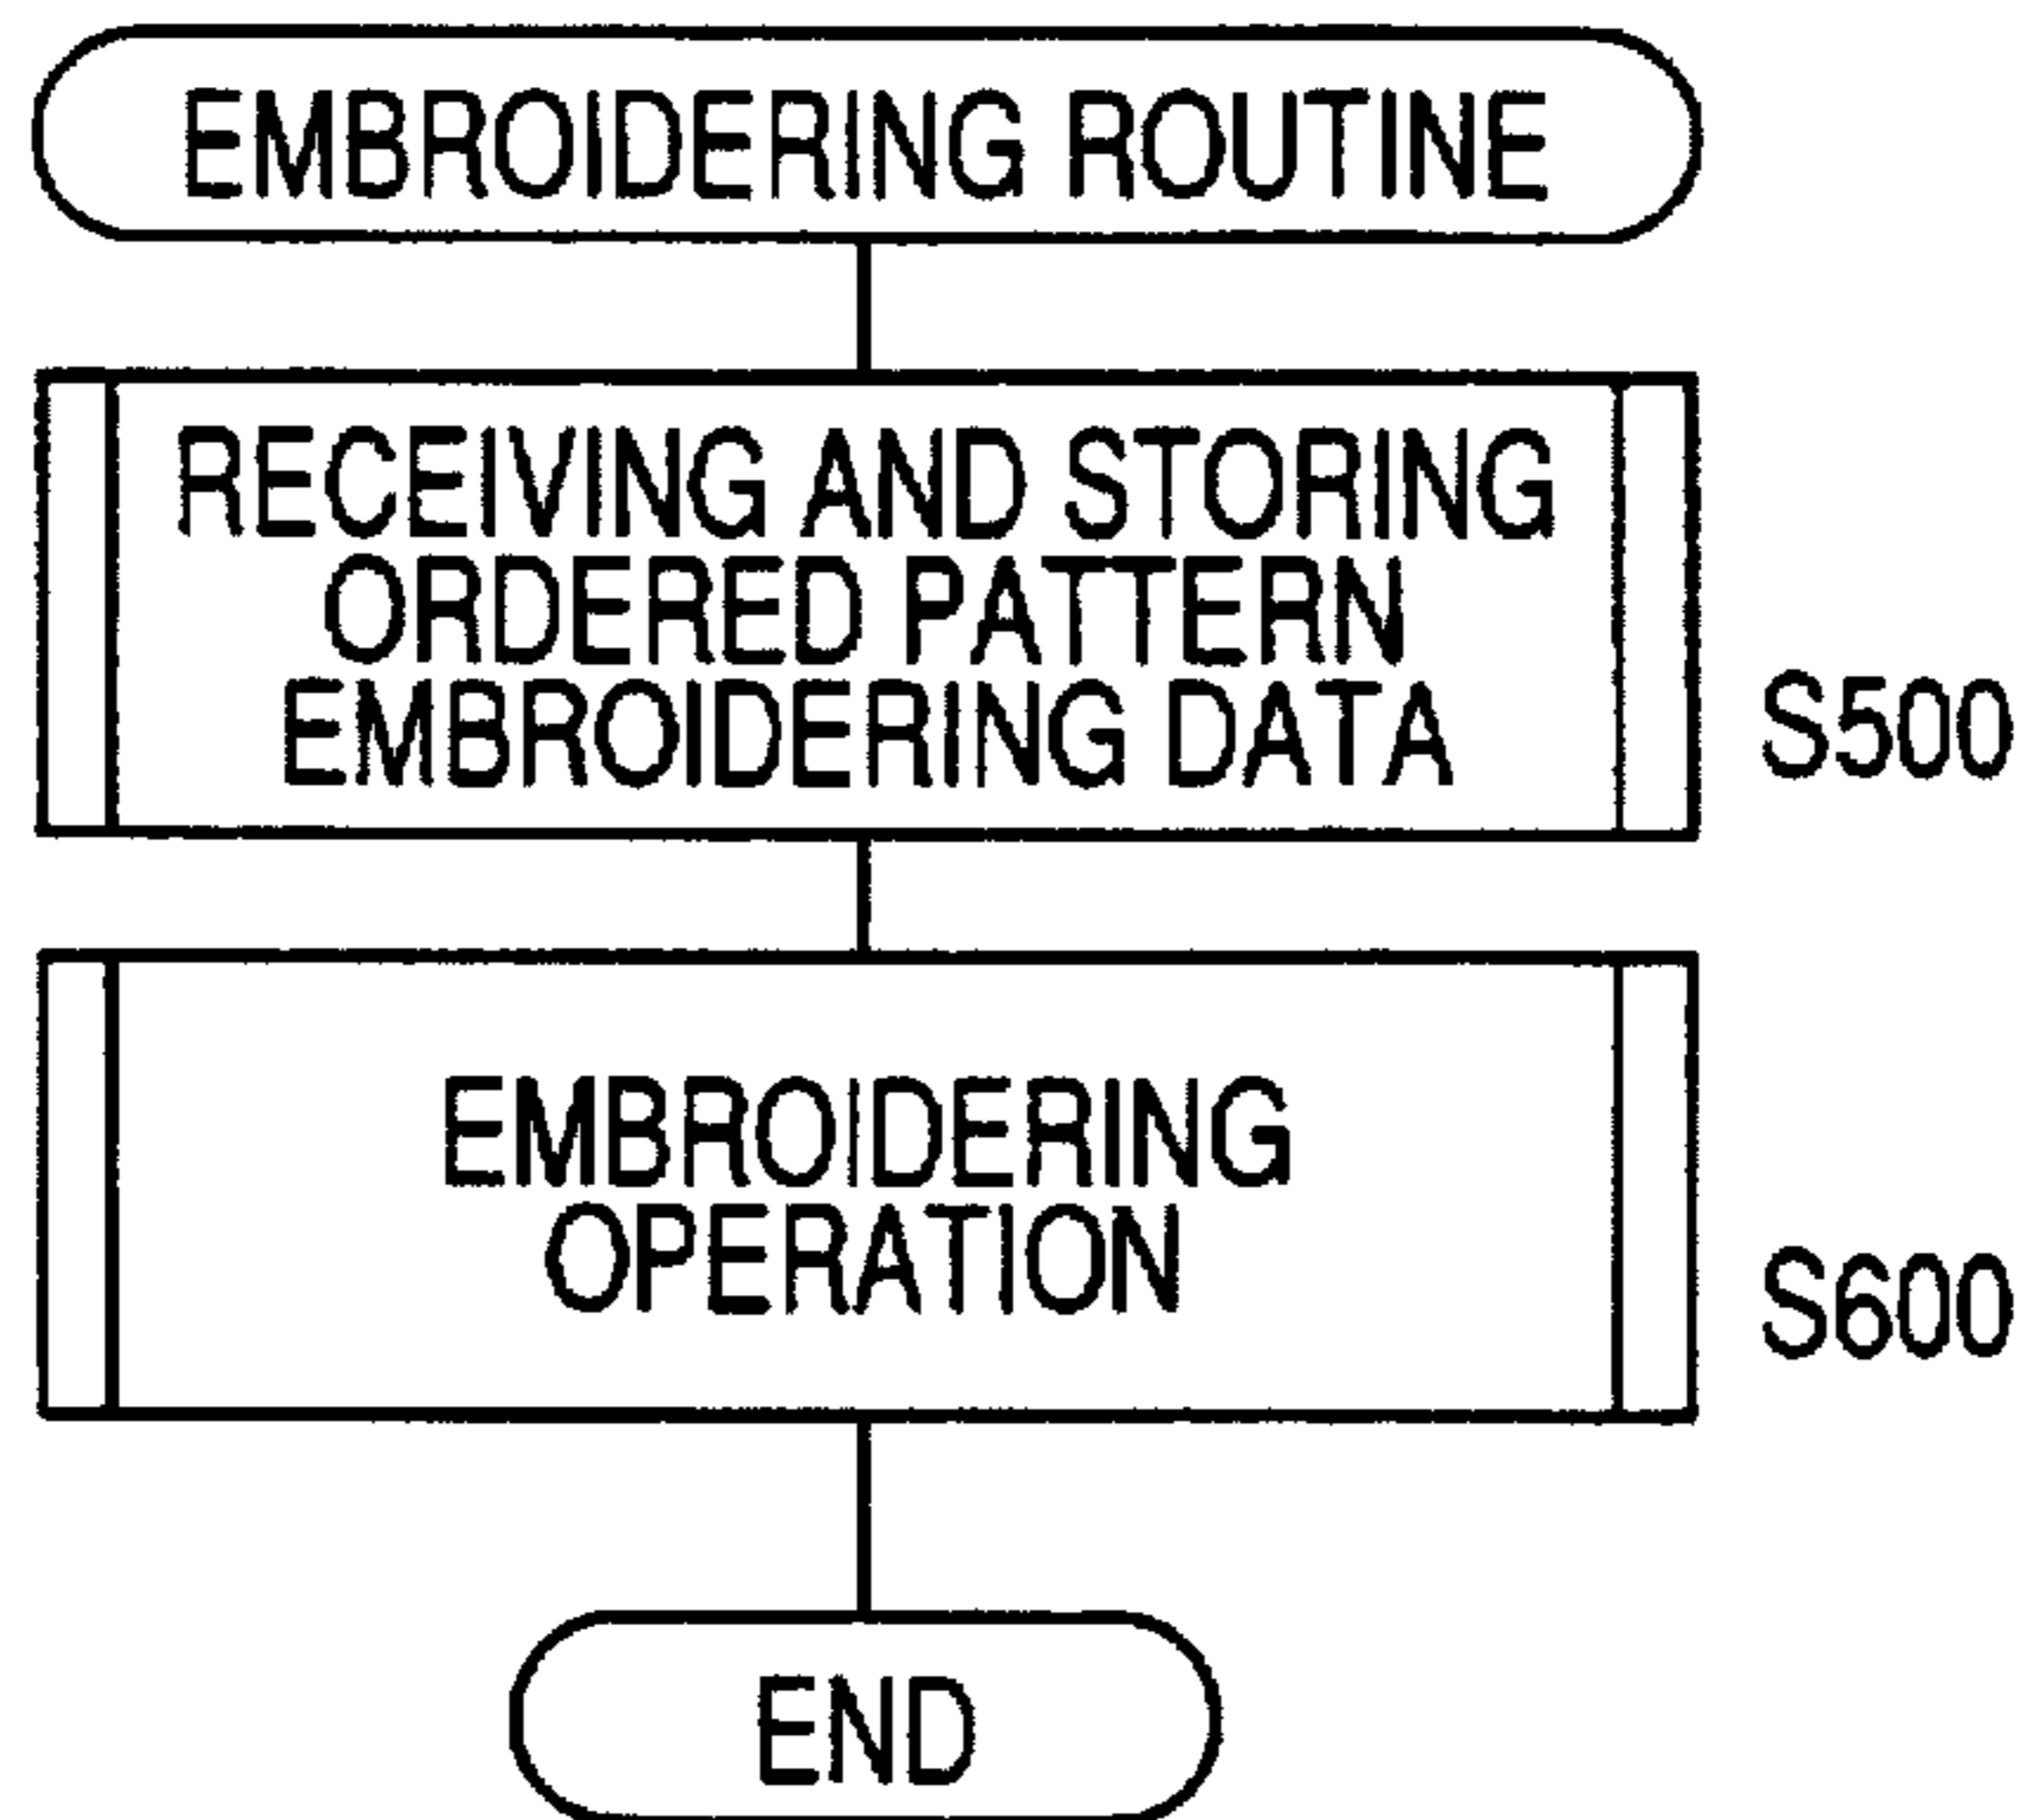 EMBROIDERING ROUTINE
RECEIVING AND STORING
ORDERED PATTERN
EMBROIDERING DATA
S500
EMBROIDERING
OPERATION
S600
END